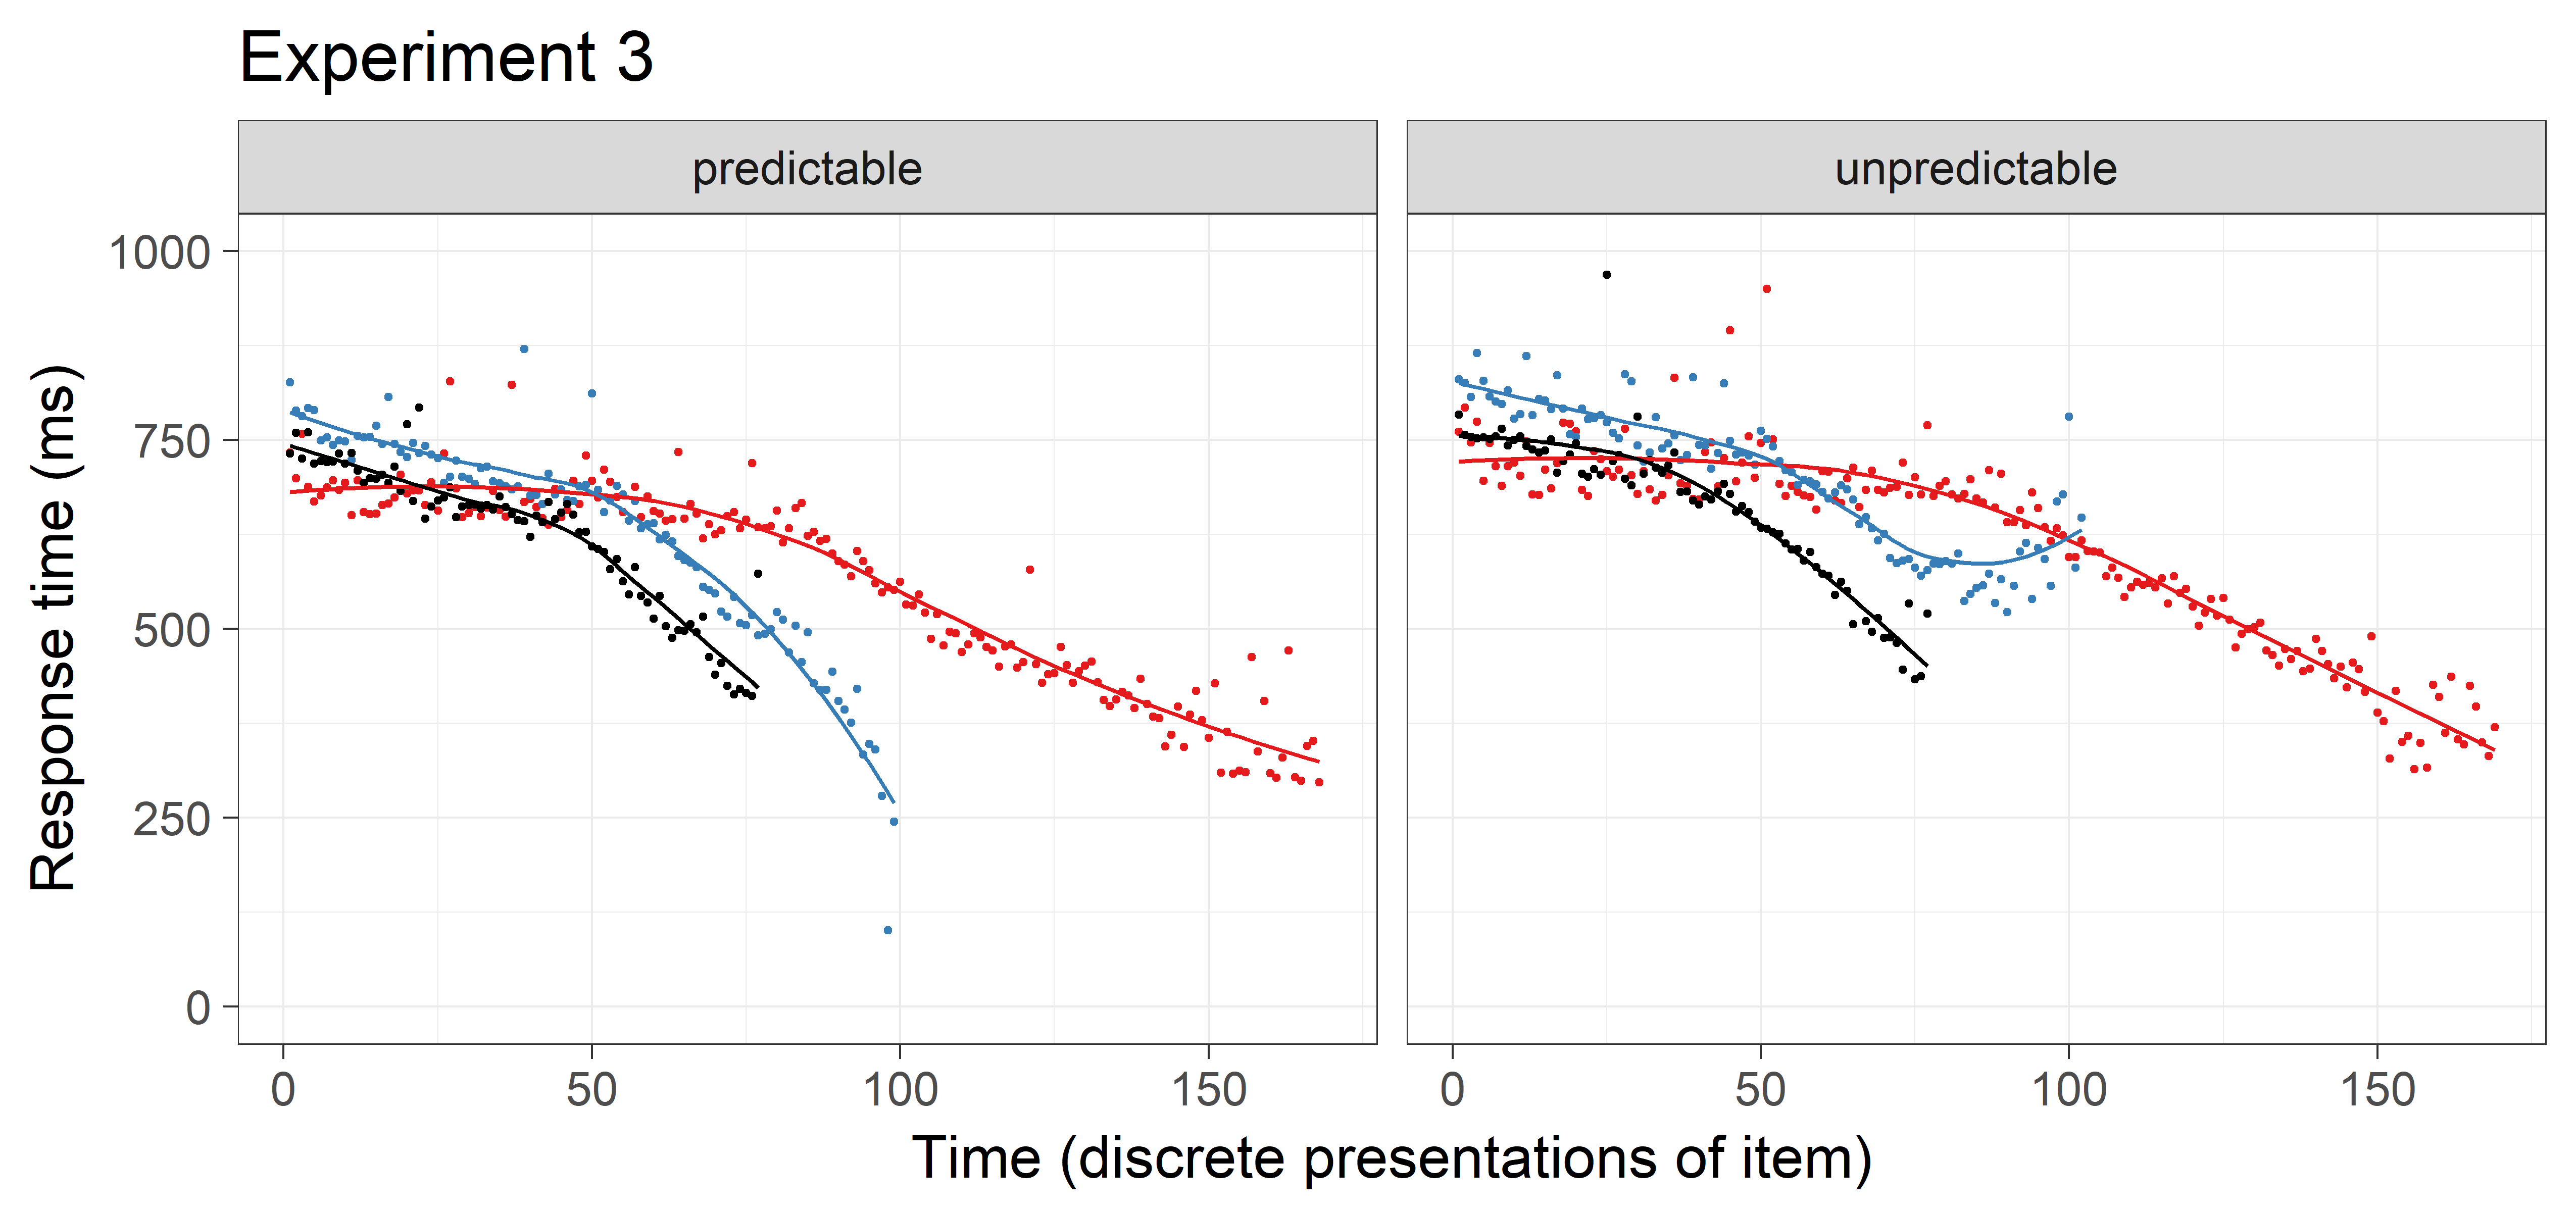 Experiment 3
predictable
unpredictable
Response time (ms)
1000
750
500
250
0
0 50 100 150
0 50 100 150
Time (discrete presentations of item)